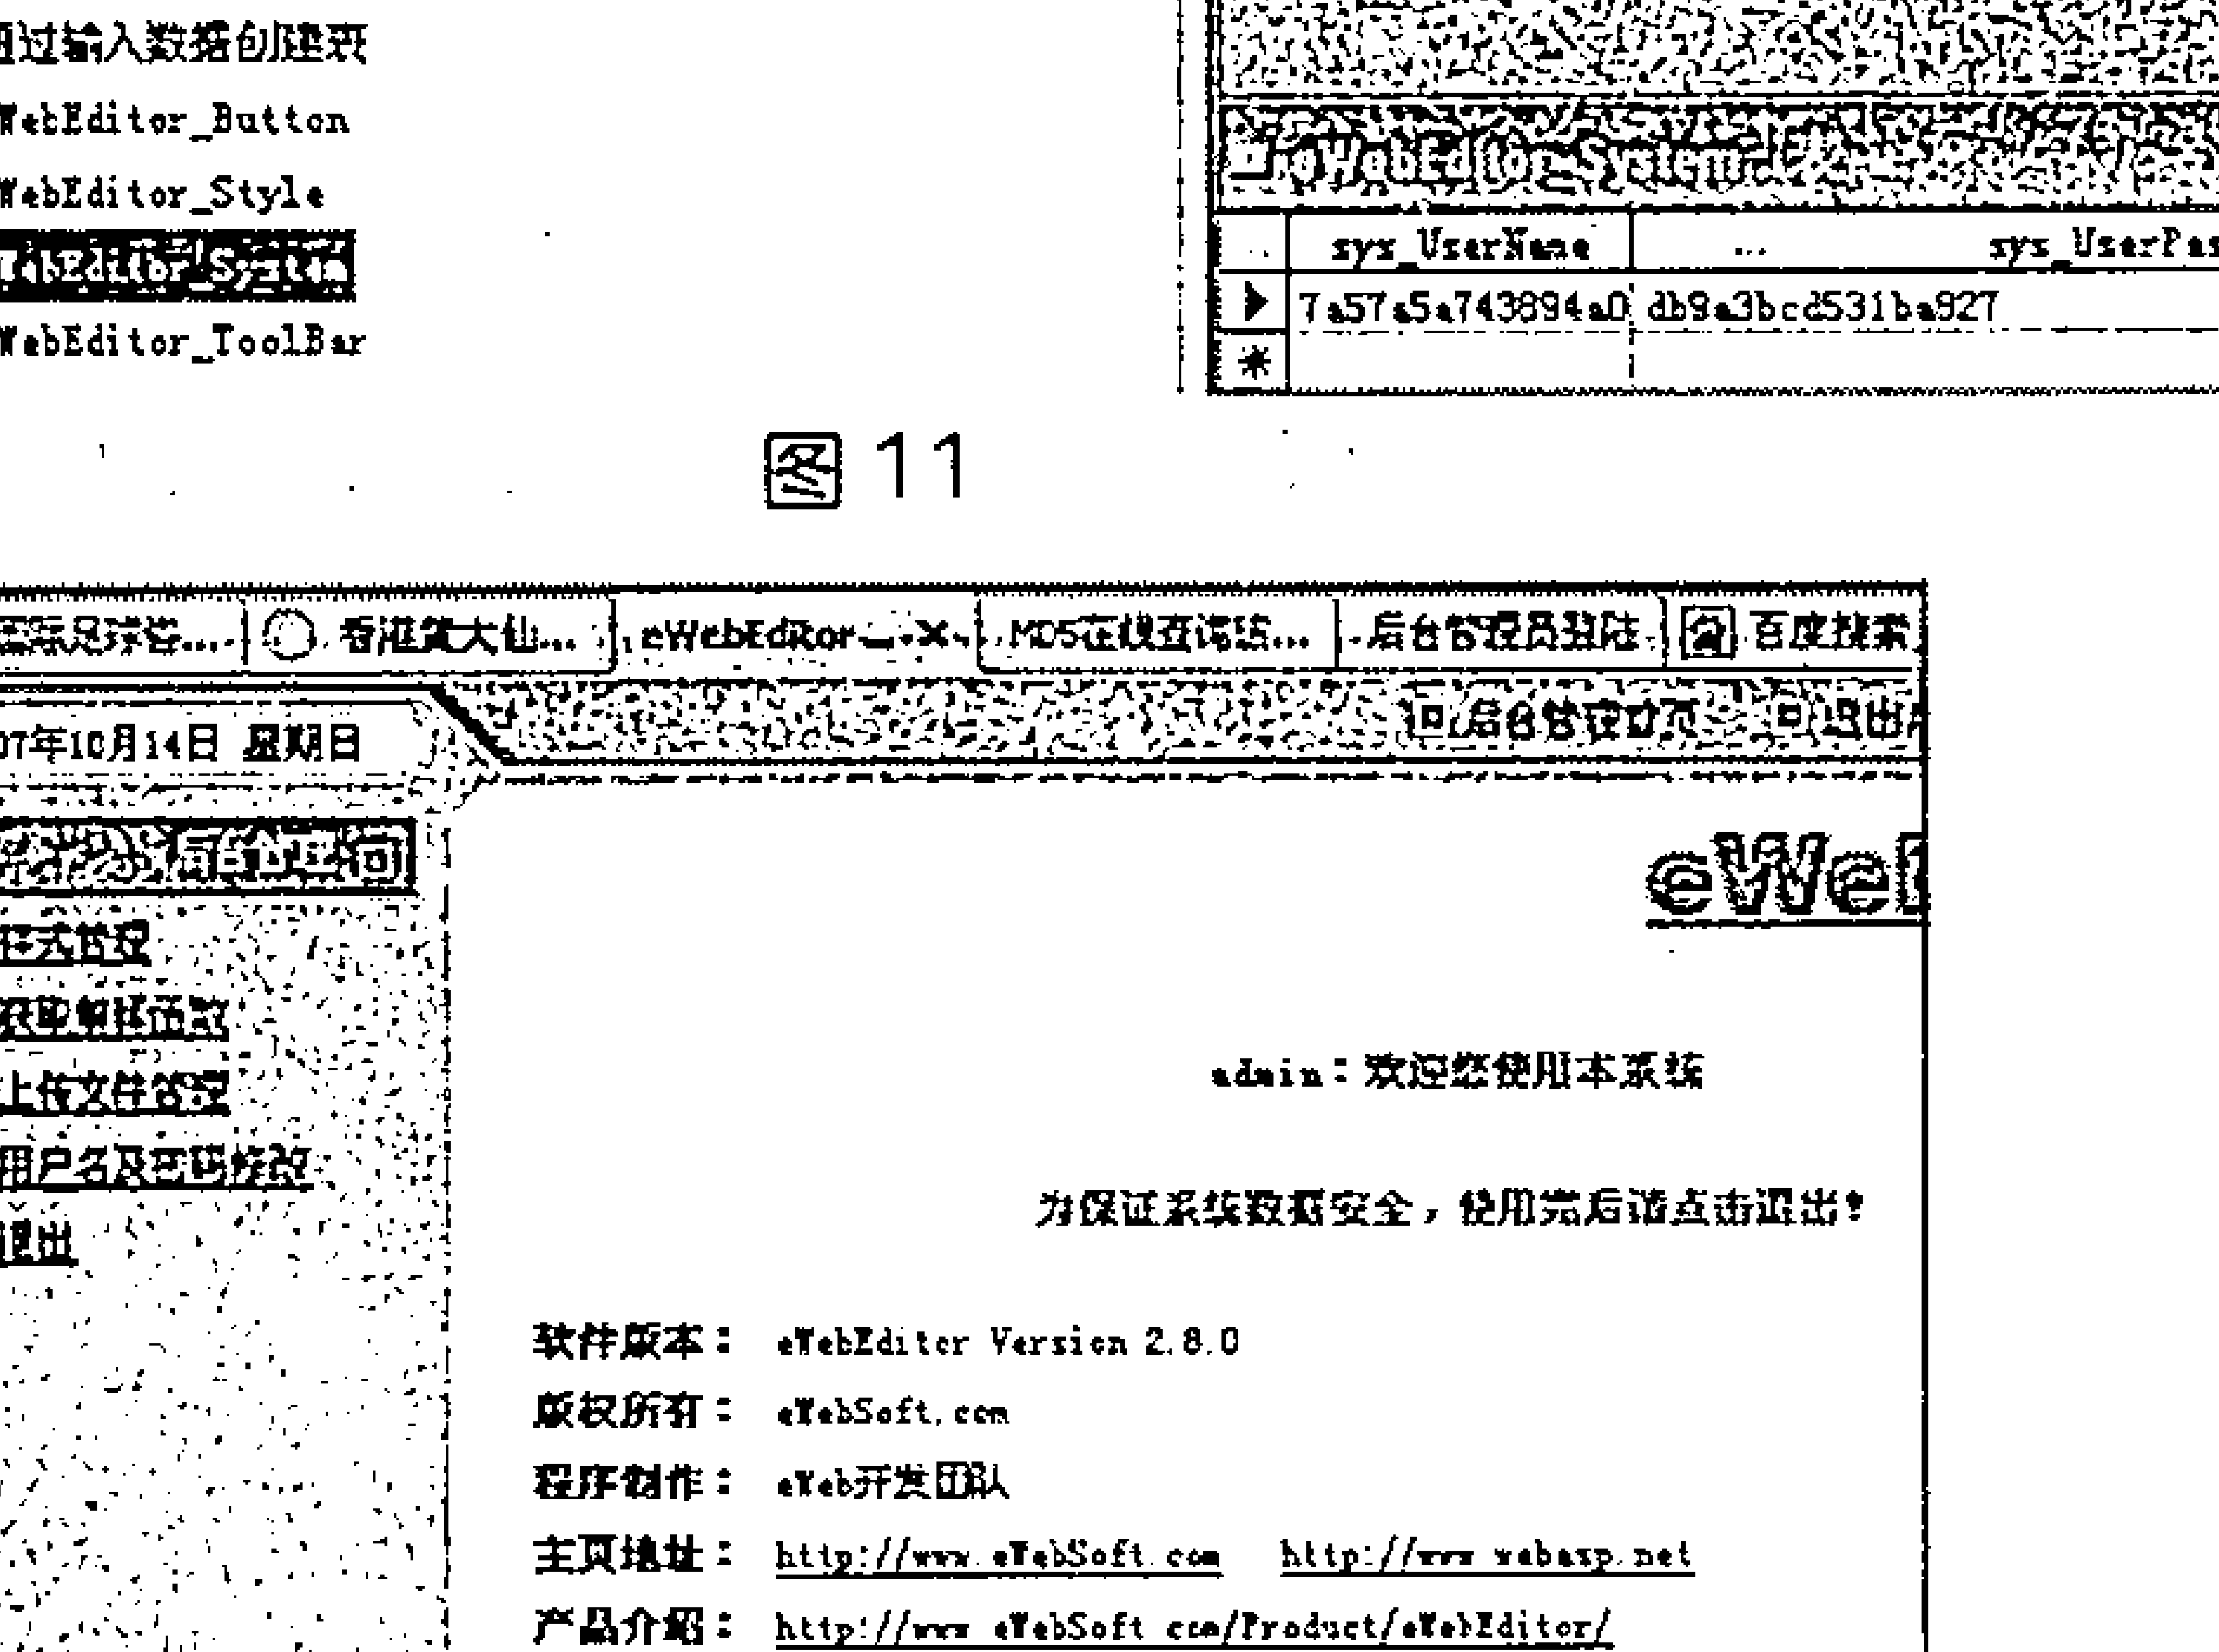 过输入数据创建表
WebEditor_Button
WebEditor_Style
WebEditor_System
WebEditor_ToolBar
eWebEditor_System
sys_UserName ... sys_UserPas
7a57a5a743894a0 db9a3bcd531ba927
*
图 11
国际足球... 香港黄大仙... eWebEditor MD5在线查询... 后台管理员登陆 百度搜索
07年10月14日 星期日 后台管理首页 退出
样式管理
上传文件管理
用户名及密码修改
退出
eWeb
admin：欢迎您使用本系统
为保证系统数据安全，使用完后请点击退出！
软件版本： eWebEditor Version 2.8.0
版权所有： eWebSoft.com
程序制作： eWeb开发团队
主页地址： http://www.eWebSoft.com http://www.webasp.net
产品介绍： http://www.eWebSoft.com/Product/eWebEditor/